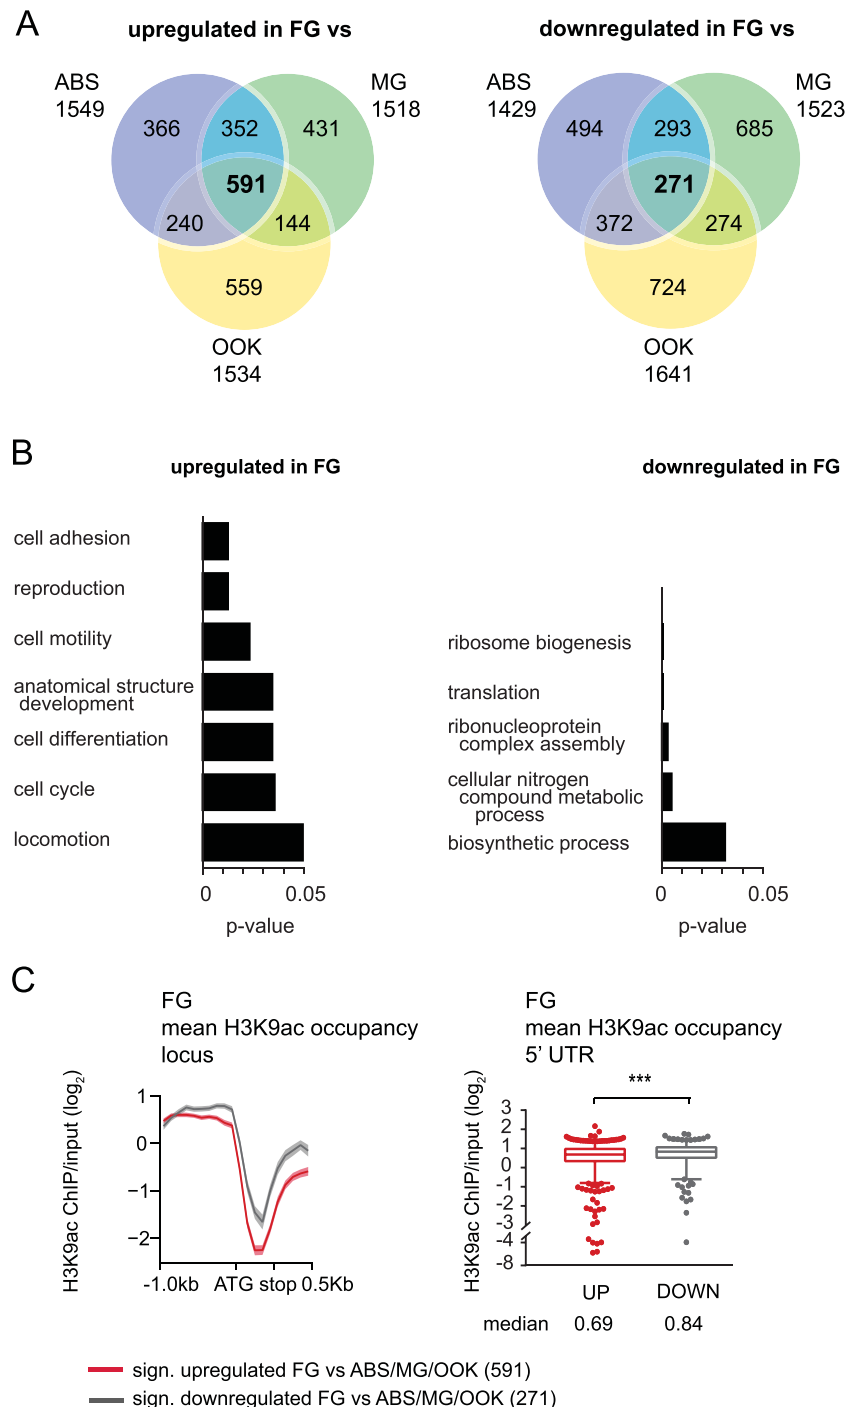 A
upregulated in FG vs
downregulated in FG vs
ABS
1549
MG
1518
366
352
431
591
240
144
559
OOK
1534
ABS
1429
MG
1523
494
293
685
271
372
274
724
OOK
1641
B
upregulated in FG
downregulated in FG
cell adhesion
reproduction
cell motility
anatomical structure
development
cell differentiation
cell cycle
locomotion
0
0.05
p-value
ribosome biogenesis
translation
ribonucleoprotein
complex assembly
cellular nitrogen
compound metabolic
process
biosynthetic process
0
0.05
p-value
C
FG
mean H3K9ac occupancy
locus
H3K9ac ChIP/input (log2)
1
0
−1
−2
-1.0kb
ATG
stop
0.5Kb
FG
mean H3K9ac occupancy
5’ UTR
***
H3K9ac ChIP/input (log2)
3
2
1
0
-1
-2
-3
-4
-8
UP
DOWN
median
0.69
0.84
sign. upregulated FG vs ABS/MG/OOK (591)
sign. downregulated FG vs ABS/MG/OOK (271)